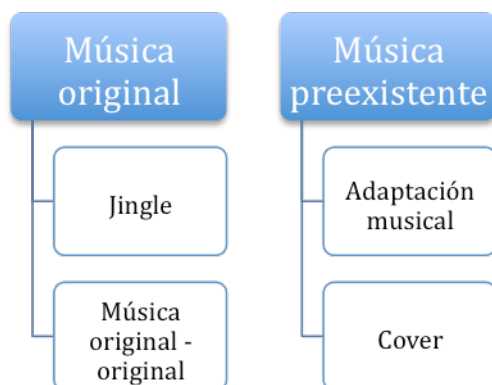 Música
original
Jingle
Música
original -
original
Música
preexistente
Adaptación
musical
Cover